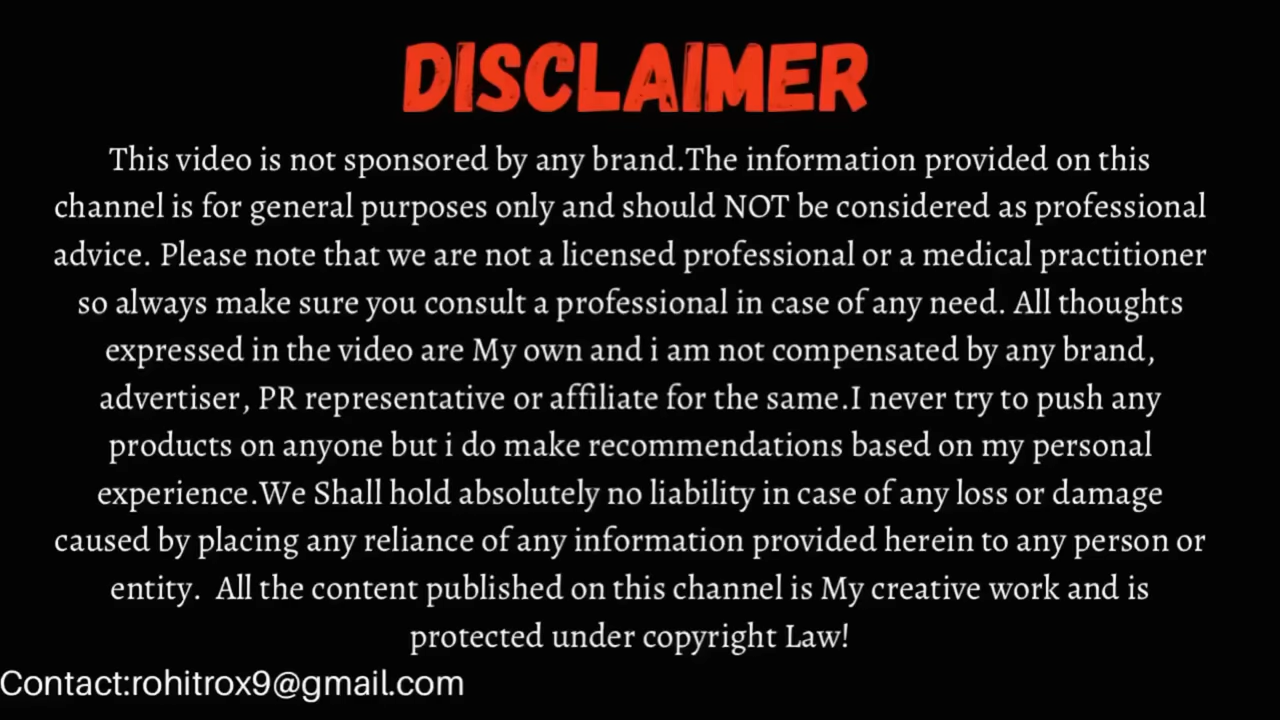 DISCLAIMER
This video is not sponsored by any brand.The information provided on this
channel is for general purposes only and should NOT be considered as professional
advice. Please note that we are not a licensed professional or a medical practitioner
so always make sure you consult a professional in case of any need. All thoughts
expressed in the video are My own and i am not compensated by any brand,
advertiser, PR representative or affiliate for the same.I never try to push any
products on anyone but i do make recommendations based on my personal
experience.We Shall hold absolutely no liability in case of any loss or damage
caused by placing any reliance of any information provided herein to any person or
entity.  All the content published on this channel is My creative work and is
protected under copyright Law!
Contact:rohitrox9@gmail.com